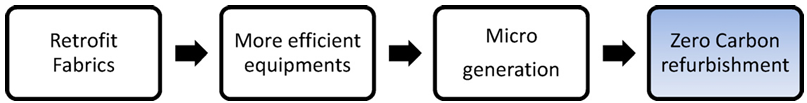 Retrofit
Fabrics
More efficient
equipments
Micro
generation
Zero Carbon
refurbishment